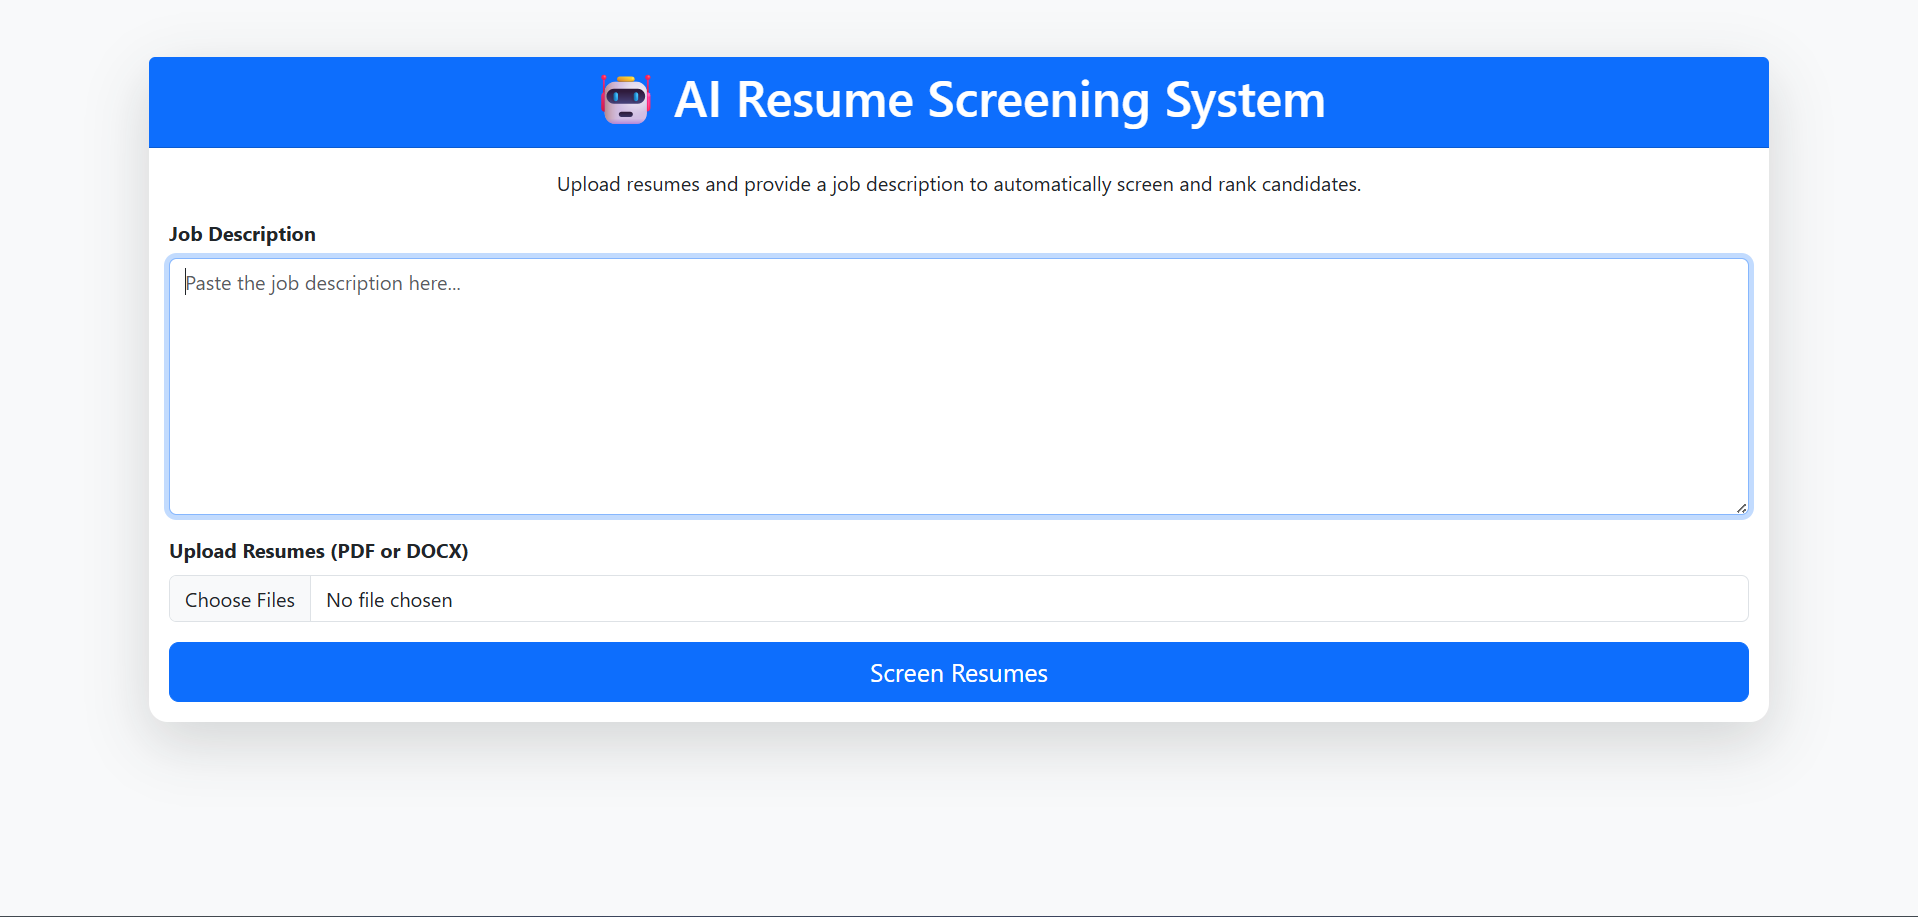 AI Resume Screening System
Upload resumes and provide a job description to automatically screen and rank candidates.
Job Description
Paste the job description here...
Upload Resumes (PDF or DOCX)
Choose Files No file chosen
Screen Resumes